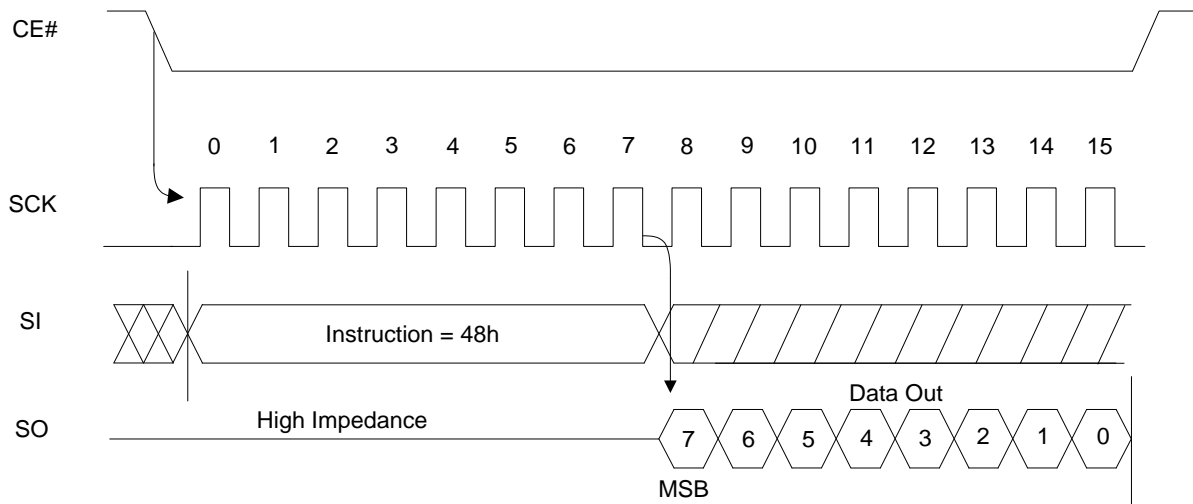 CE#
0 1 2 3 4 5 6 7 8 9 10 11 12 13 14 15
SCK
SI
Instruction = 48h
Data Out
High Impedance
SO
7 6 5 4 3 2 1 0
MSB